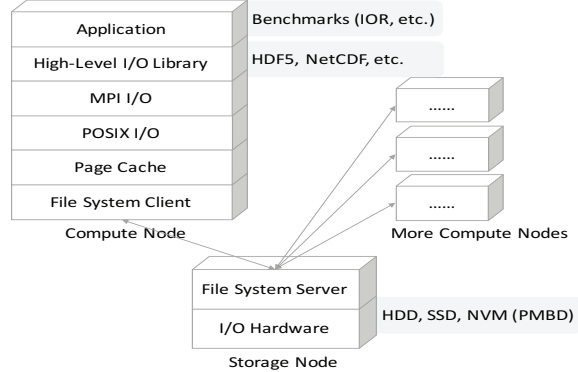 Application
Benchmarks (IOR, etc.)
High-Level I/O Library
HDF5, NetCDF, etc.
MPI I/O
POSIX I/O
Page Cache
File System Client
Compute Node
......
......
......
More Compute Nodes
File System Server
I/O Hardware
HDD, SSD, NVM (PMBD)
Storage Node